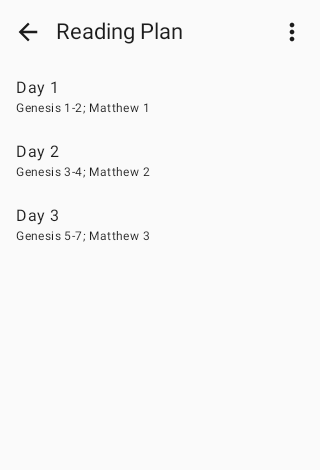 Reading Plan
Day 1
Genesis 1-2; Matthew 1
Day 2
Genesis 3-4; Matthew 2
Day 3
Genesis 5-7; Matthew 3